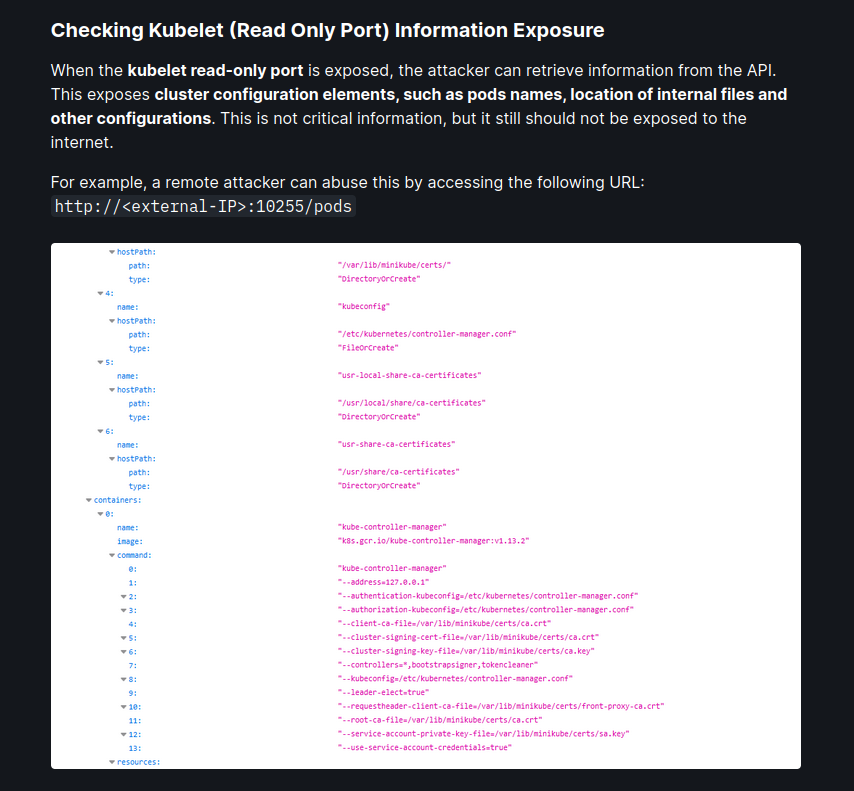 Checking Kubelet (Read Only Port) Information Exposure
When the kubelet read-only port is exposed, the attacker can retrieve information from the API.
This exposes cluster configuration elements, such as pods names, location of internal files and
other configurations. This is not critical information, but it still should not be exposed to the
internet.
For example, a remote attacker can abuse this by accessing the following URL:
http://<external-IP>:10255/pods
hostPath:
path: "/var/lib/minikube/certs/"
type: "DirectoryOrCreate"
4:
name: "kubeconfig"
hostPath:
path: "/etc/kubernetes/controller-manager.conf"
type: "FileOrCreate"
5:
name: "usr-local-share-ca-certificates"
hostPath:
path: "/usr/local/share/ca-certificates"
type: "DirectoryOrCreate"
6:
name: "usr-share-ca-certificates"
hostPath:
path: "/usr/share/ca-certificates"
type: "DirectoryOrCreate"
containers:
0:
name: "kube-controller-manager"
image: "k8s.gcr.io/kube-controller-manager:v1.13.2"
command:
0: "kube-controller-manager"
1: "--address=127.0.0.1"
2: "--authentication-kubeconfig=/etc/kubernetes/controller-manager.conf"
3: "--authorization-kubeconfig=/etc/kubernetes/controller-manager.conf"
4: "--client-ca-file=/var/lib/minikube/certs/ca.crt"
5: "--cluster-signing-cert-file=/var/lib/minikube/certs/ca.crt"
6: "--cluster-signing-key-file=/var/lib/minikube/certs/ca.key"
7: "--controllers=*,bootstrapsigner,tokencleaner"
8: "--kubeconfig=/etc/kubernetes/controller-manager.conf"
9: "--leader-elect=true"
10: "--requestheader-client-ca-file=/var/lib/minikube/certs/front-proxy-ca.crt"
11: "--root-ca-file=/var/lib/minikube/certs/ca.crt"
12: "--service-account-private-key-file=/var/lib/minikube/certs/sa.key"
13: "--use-service-account-credentials=true"
resources: